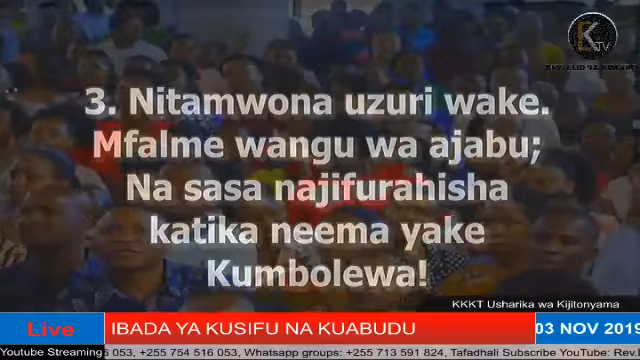 KTV
3. Nitamwona uzuri wake.
Mfalme wangu wa ajabu;
Na sasa najifurahisha
katika neema yake
Kumbolewa!
KKKT Usharika wa Kijitonyama
Live IBADA YA KUSIFU NA KUABUDU 03 NOV 2019
Youtube Streaming 6 053, +255 754 516 053, Whatsapp groups: +255 713 591 824, Tafadhali Subscribe YouTube: Rev